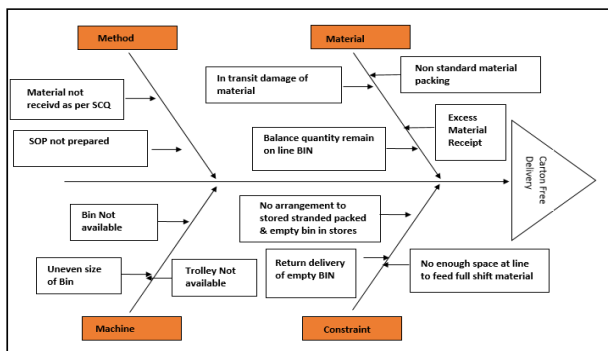 Method
Material
Material not
receivd as per SCQ
In transit damage of
material
Non standard material
packing
SOP not prepared
Balance quantity remain
on line BIN
Excess
Material
Receipt
Carton Free
Delivery
Bin Not
available
No arrangement to
stored stranded packed
& empty bin in stores
Uneven size
of Bin
Trolley Not
available
Return delivery
of empty BIN
No enough space at line
to feed full shift material
Machine
Constraint